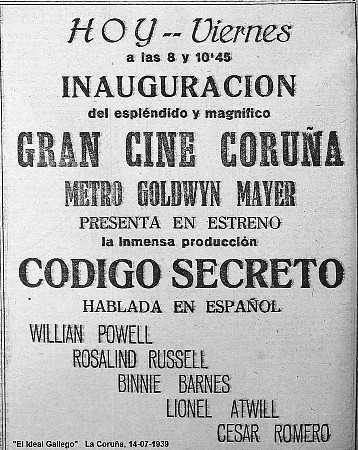 HOY -- Viernes
a las 8 y 10'45
INAUGURACION
del espléndido y magnífico
GRAN CINE CORUÑA
METRO GOLDWYN MAYER
PRESENTA EN ESTRENO
la inmensa producción
CODIGO SECRETO
HABLADA EN ESPAÑOL
WILLIAN POWELL
ROSALIND RUSSELL
BINNIE BARNES
LIONEL ATWILL
CESAR ROMERO
"El Ideal Gallego" La Coruña, 14-07-1939